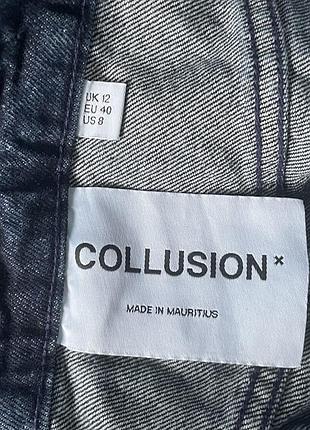 UK 12
EU 40
US 8
COLLUSION×
MADE IN MAURITIUS